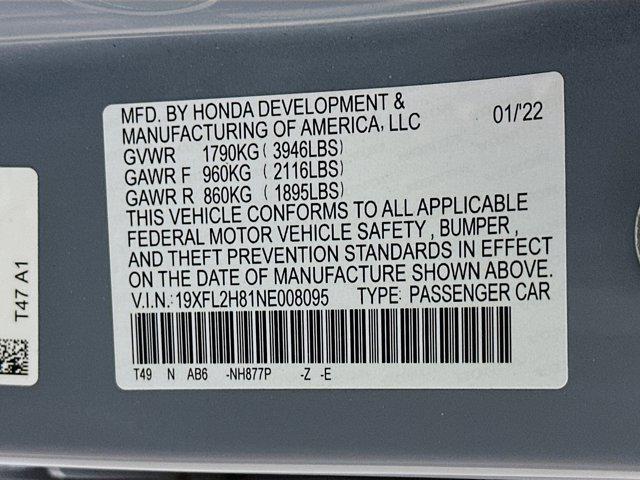 MFD. BY HONDA DEVELOPMENT &
MANUFACTURING OF AMERICA, LLC 01/'22
GVWR 1790KG ( 3946LBS)
GAWR F 960KG ( 2116LBS)
GAWR R 860KG ( 1895LBS)
THIS VEHICLE CONFORMS TO ALL APPLICABLE
FEDERAL MOTOR VEHICLE SAFETY , BUMPER,
AND THEFT PREVENTION STANDARDS IN EFFECT
ON THE DATE OF MANUFACTURE SHOWN ABOVE.
V.I.N.:19XFL2H81NE008095 TYPE: PASSENGER CAR
T49 N AB6 -NH877P -Z -E
T47 A1